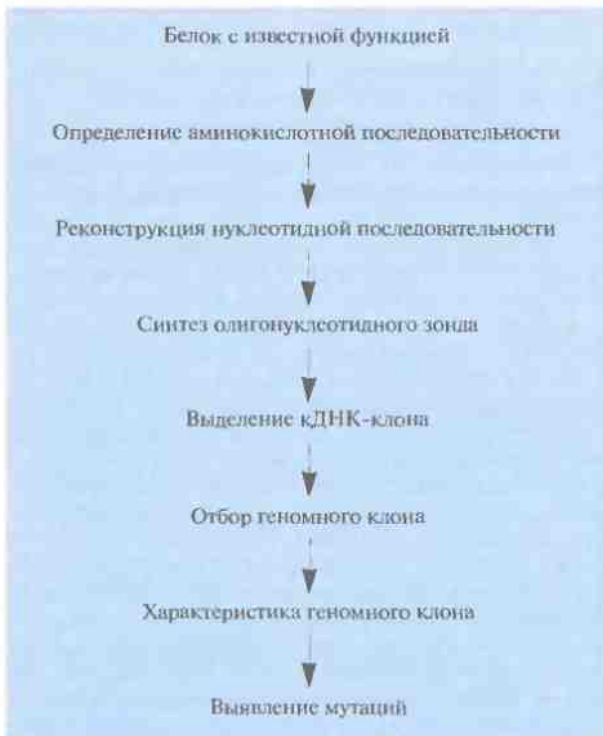 Белок с известной функцией
Определение аминокислотной последовательности
Реконструкция нуклеотидной последовательности
Синтез олигонуклеотидного зонда
Выделение кДНК-клона
Отбор геномного клона
Характеристика геномного клона
Выявление мутаций